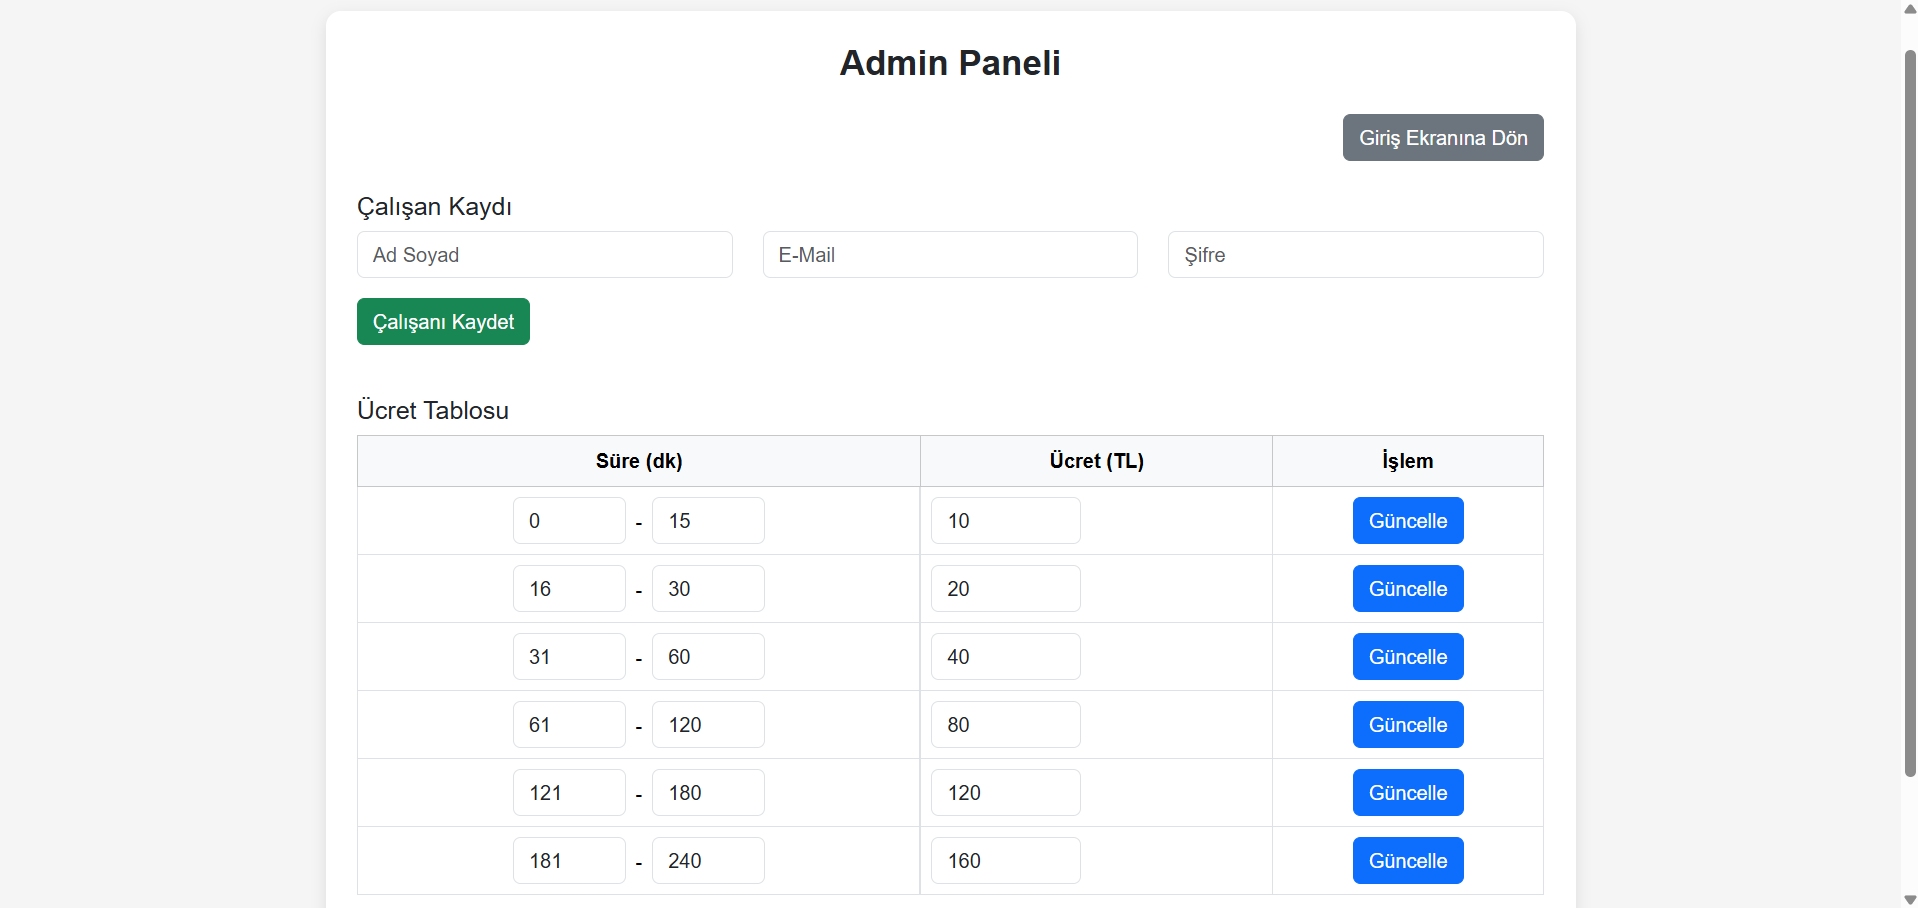 Admin Paneli
Giriş Ekranına Dön
Çalışan Kaydı
Ad Soyad E-Mail Şifre
Çalışanı Kaydet
Ücret Tablosu
Süre (dk) Ücret (TL) İşlem
0 - 15 10 Güncelle
16 - 30 20 Güncelle
31 - 60 40 Güncelle
61 - 120 80 Güncelle
121 - 180 120 Güncelle
181 - 240 160 Güncelle